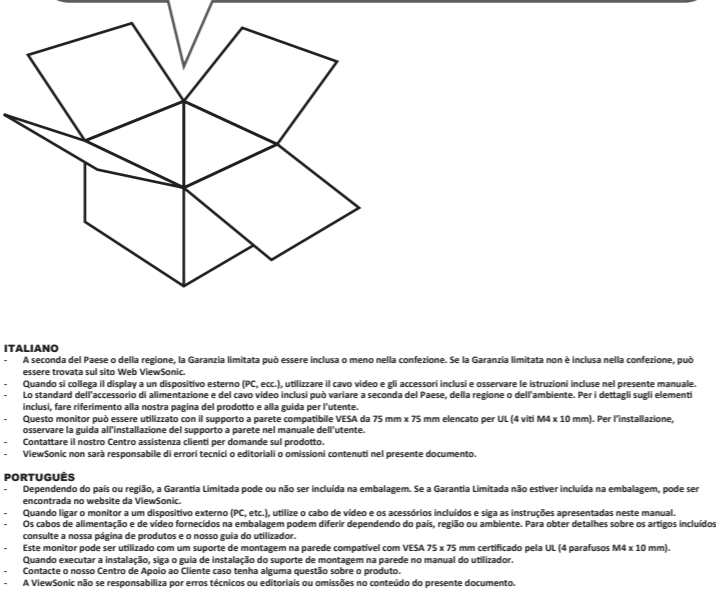 ITALIANO
- A seconda del Paese o della regione, la Garanzia limitata può essere inclusa o meno nella confezione. Se la Garanzia limitata non è inclusa nella confezione, può
essere trovata sul sito Web ViewSonic.
- Quando si collega il display a un dispositivo esterno (PC, ecc.), utilizzare il cavo video e gli accessori inclusi e osservare le istruzioni incluse nel presente manuale.
- Lo standard dell'accessorio di alimentazione e del cavo video inclusi può variare a seconda del Paese, della regione o dell'ambiente. Per i dettagli sugli elementi
inclusi, fare riferimento alla nostra pagina del prodotto e alla guida per l'utente.
- Questo monitor può essere utilizzato con il supporto a parete compatibile VESA da 75 mm x 75 mm elencato per UL (4 viti M4 x 10 mm). Per l'installazione,
osservare la guida all'installazione del supporto a parete nel manuale dell'utente.
- Contattare il nostro Centro assistenza clienti per domande sul prodotto.
- ViewSonic non sarà responsabile di errori tecnici o editoriali o omissioni contenuti nel presente documento.
PORTUGUÊS
- Dependendo do país ou região, a Garantia Limitada pode ou não ser incluída na embalagem. Se a Garantia Limitada não estiver incluída na embalagem, pode ser
encontrada no website da ViewSonic.
- Quando ligar o monitor a um dispositivo externo (PC, etc.), utilize o cabo de vídeo e os acessórios incluídos e siga as instruções apresentadas neste manual.
- Os cabos de alimentação e de vídeo fornecidos na embalagem podem diferir dependendo do país, região ou ambiente. Para obter detalhes sobre os artigos incluídos,
consulte a nossa página de produtos e o nosso guia do utilizador.
- Este monitor pode ser utilizado com um suporte de montagem na parede compatível com VESA 75 x 75 mm certificado pela UL (4 parafusos M4 x 10 mm).
Quando executar a instalação, siga o guia de instalação do suporte de montagem na parede no manual do utilizador.
- Contacte o nosso Centro de Apoio ao Cliente caso tenha alguma questão sobre o produto.
- A ViewSonic não se responsabiliza por erros técnicos ou editoriais ou omissões no conteúdo do presente documento.